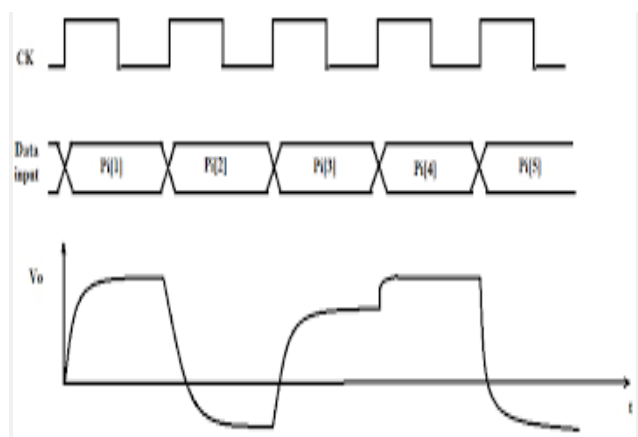 CK
Data
input
Pi[1] Pi[2] Pi[3] Pi[4] Pi[5]
Vo
t